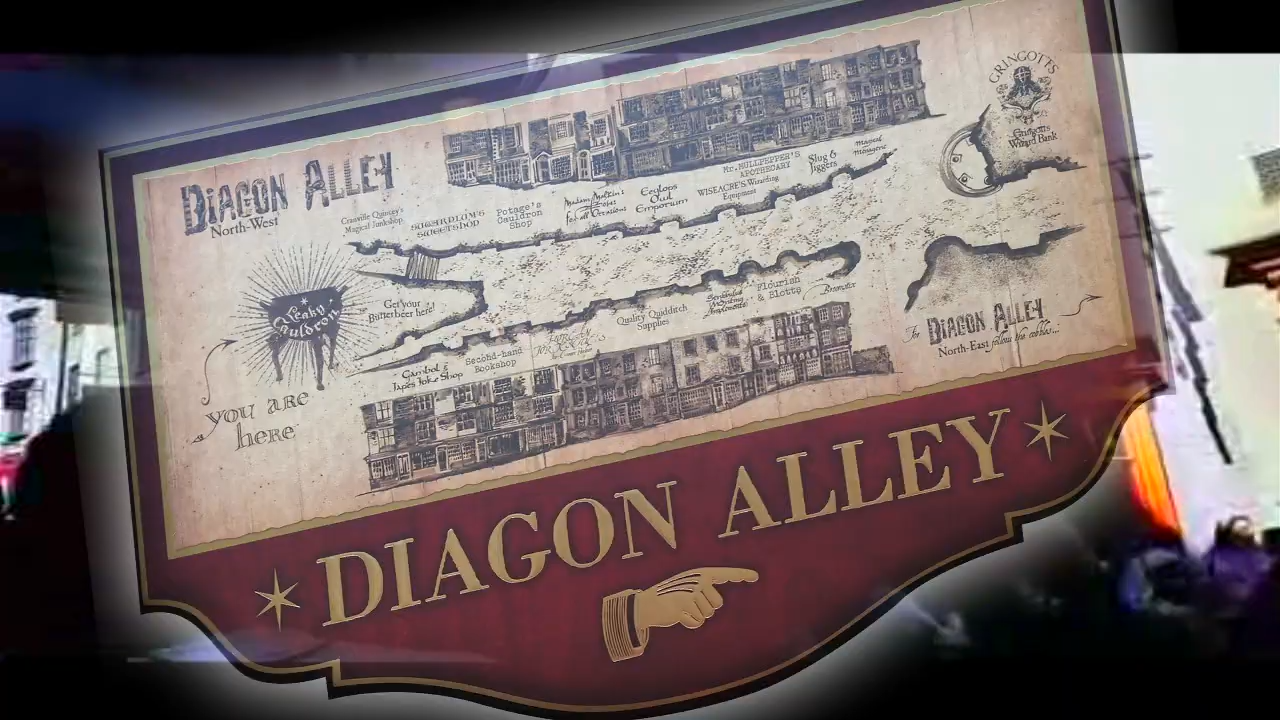 DIAGON ALLEY
North-West
GRINGOTTS
Gringotts
Wizard Bank
Magical
Menagerie
Slug &
Jiggers
Mr. MULLPEPPER'S
APOTHECARY
WISEACRE'S Wizarding
Equipment
Eeylops
Owl
Emporium
Madam Malkin's
Robes
for all Occasions
Potage's
Cauldron
Shop
SUGARPLUM'S
SWEETSHOP
Magical Junkshop
Leaky
Cauldron
Get your
Butterbeer here!
Flourish
& Blotts
Quality Quidditch
Supplies
Second-hand
Bookshop
Gambol &
Japes Joke Shop
you are
here
For DIAGON ALLEY
North-East follow the cobbles...
DIAGON ALLEY